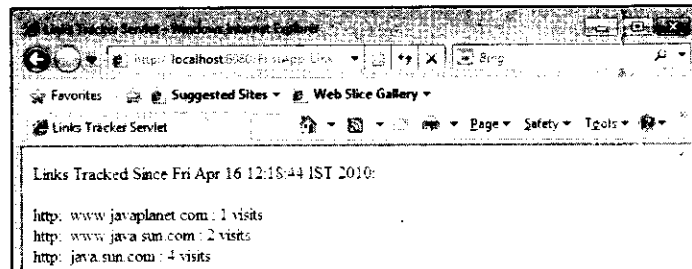 Links Tracker Servlet - Windows Internet Explorer
http: localhost:8080
Bing
Favorites Suggested Sites Web Slice Gallery
Links Tracker Servlet Page Safety Tools
Links Tracked Since Fri Apr 16 12:18:44 IST 2010:
http: www javaplanet.com : 1 visits
http: www java sun.com : 2 visits
http: java.sun.com : 4 visits